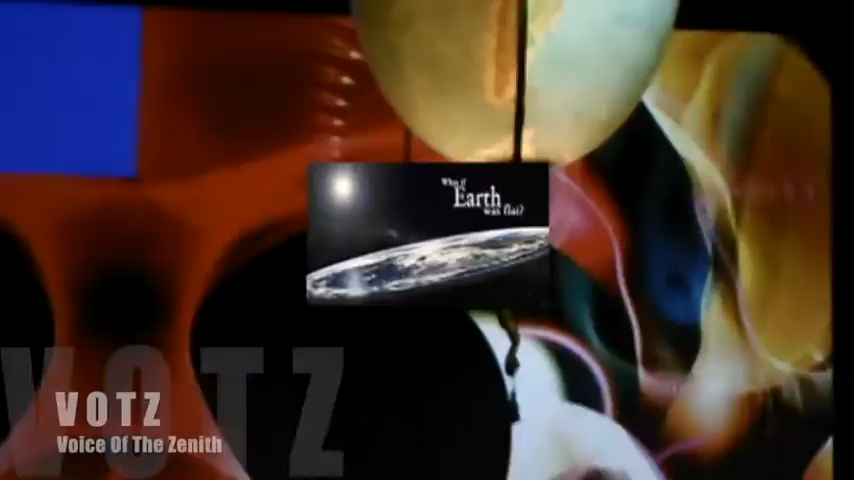 What if
Earth
was flat?
VOTZ
VOTZ
Voice Of The Zenith